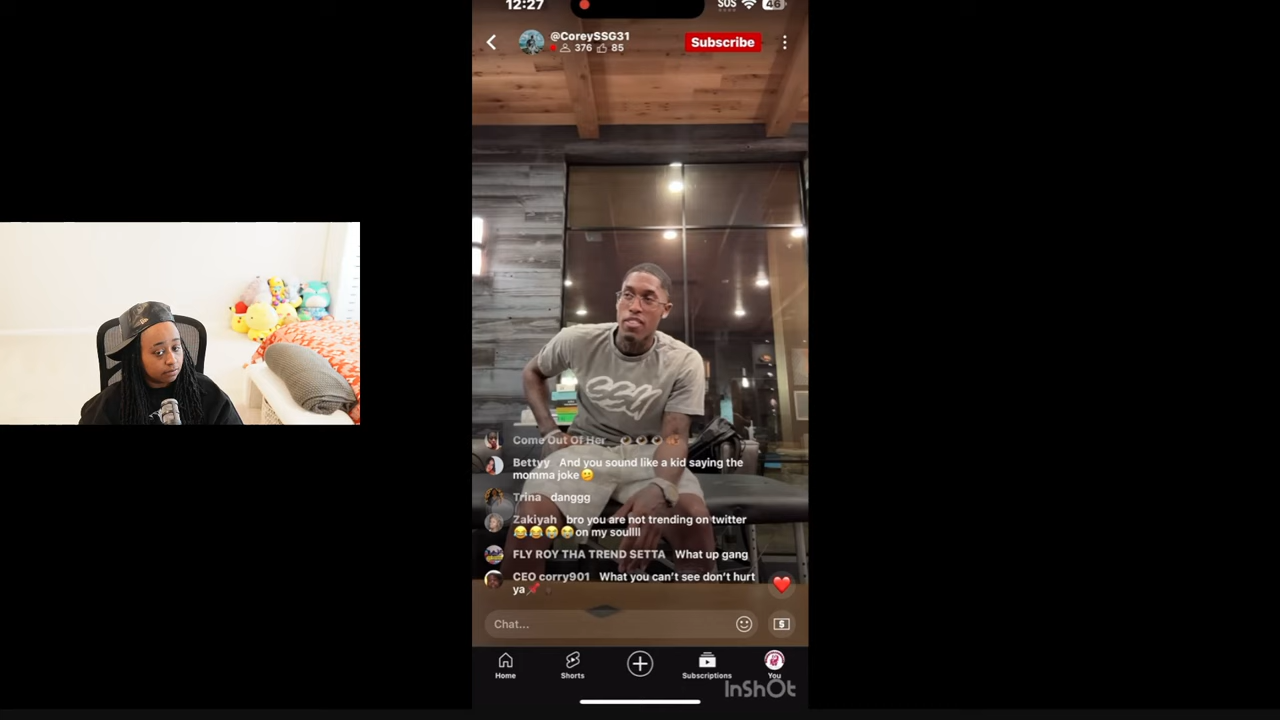 12:27
SOS
46
@CoreySSG31
376 85
Subscribe
SSG
Come Out Of Her
Bettyy And you sound like a kid saying the
momma joke🤕
Trina danggg
Zakiyah bro you are not trending on twitter
😂😂😭😭on my soullll
FLY ROY THA TREND SETTA What up gang
CEO corry901 What you can’t see don’t hurt
ya
Chat...
Home
Shorts
Subscriptions
You
InShOt